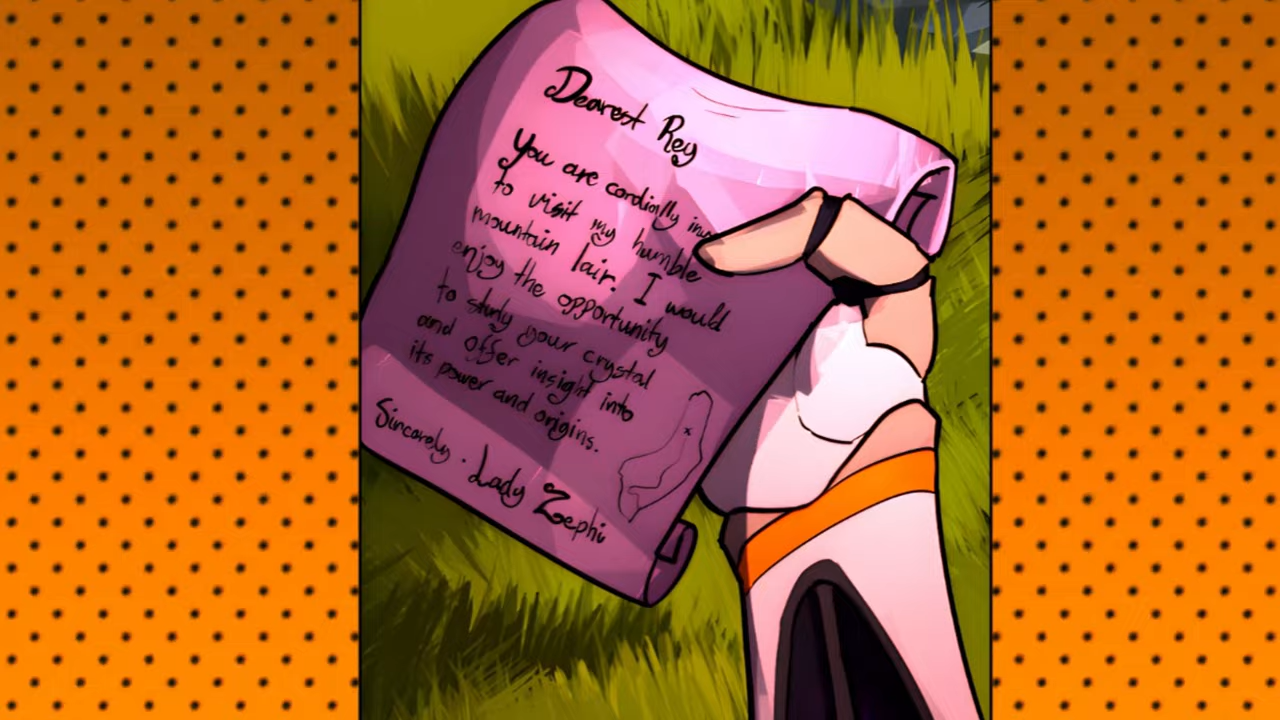 Dearest Rey
You are cordially inv
to visit my humble
mountain lair. I would
enjoy the opportunity
to study your crystal
and offer insight into
its power and origins.
Sincerely. Lady Zephi
x